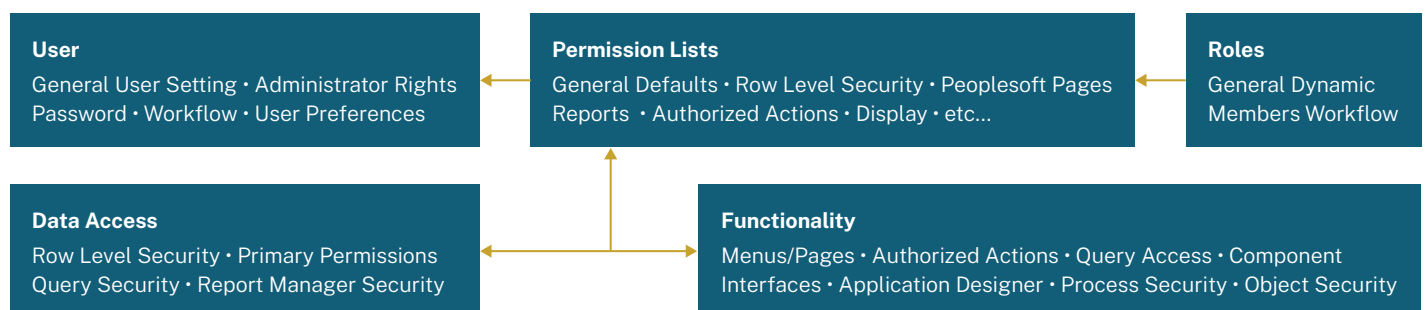 User
General User Setting • Administrator Rights
Password • Workflow • User Preferences
Permission Lists
General Defaults • Row Level Security • Peoplesoft Pages
Reports • Authorized Actions • Display • etc...
Roles
General Dynamic
Members Workflow
Data Access
Row Level Security • Primary Permissions
Query Security • Report Manager Security
Functionality
Menus/Pages • Authorized Actions • Query Access • Component
Interfaces • Application Designer • Process Security • Object Security